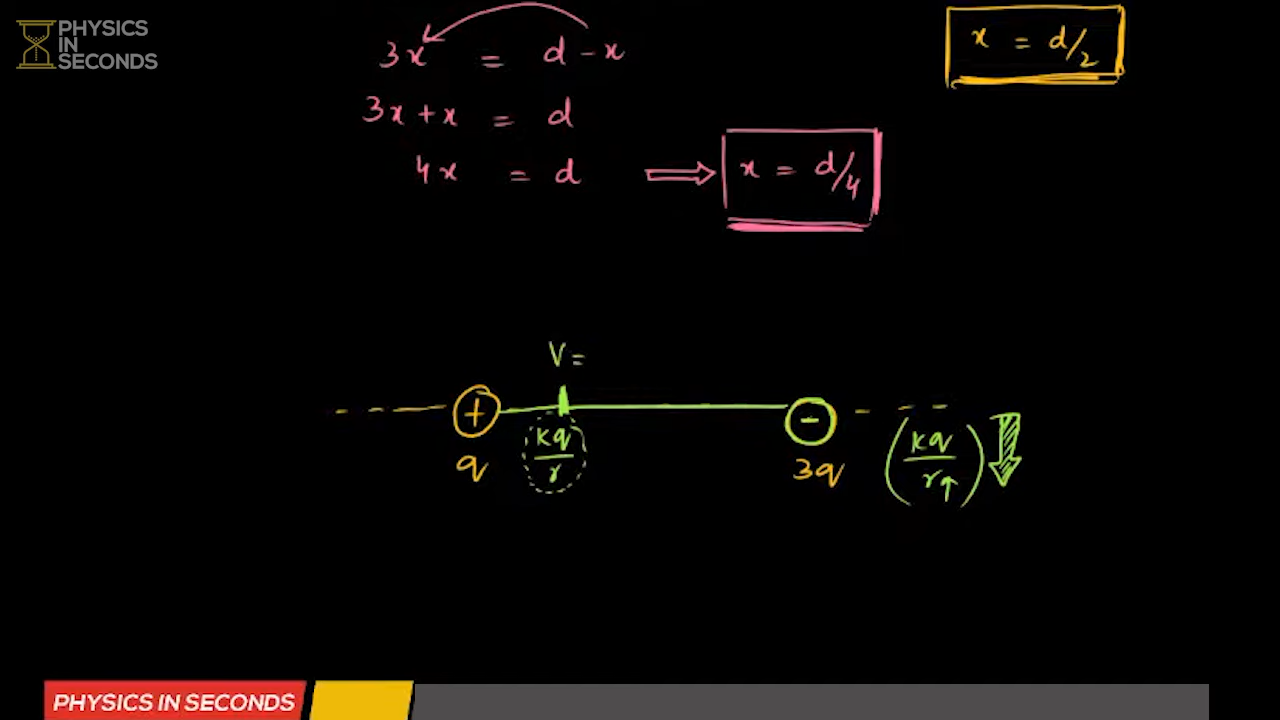 PHYSICS
IN
SECONDS
3x = d - x
x = d/2
3x + x = d
4x = d ⇒ x = d/4
V =
+ -
q kq/r 3q (kq/r↑) ↓
PHYSICS IN SECONDS